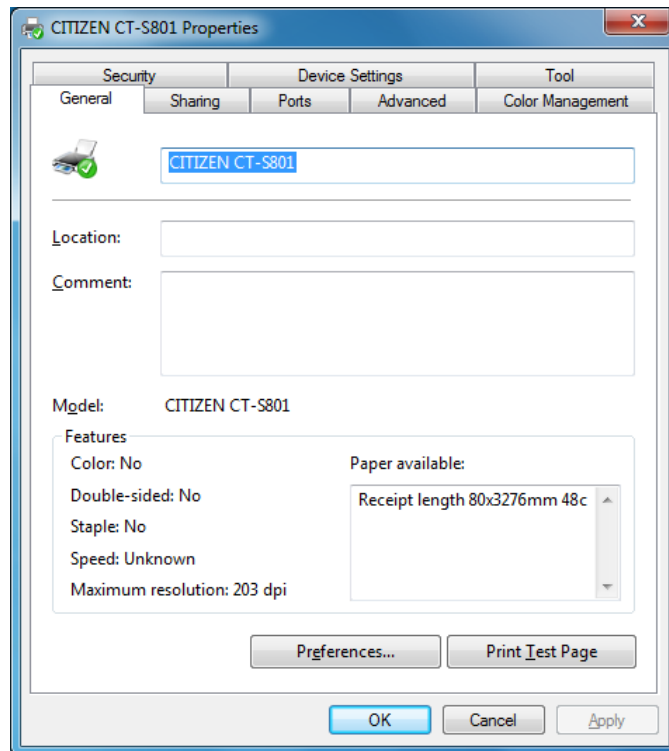 CITIZEN CT-S801 Properties
Security Device Settings Tool
General Sharing Ports Advanced Color Management
CITIZEN CT-S801
Location:
Comment:
Model: CITIZEN CT-S801
Features
Color: No Paper available:
Double-sided: No Receipt length 80x3276mm 48c
Staple: No
Speed: Unknown
Maximum resolution: 203 dpi
Preferences... Print Test Page
OK Cancel Apply